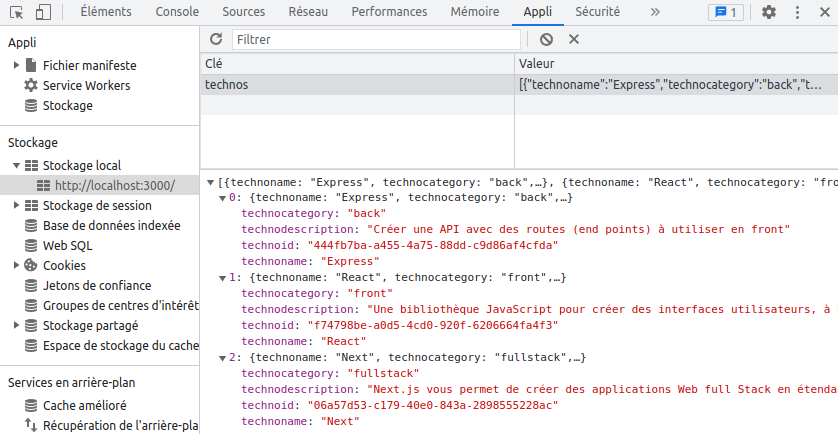 Éléments Console Sources Réseau Performances Mémoire Appli Sécurité » 1
Appli
Fichier manifeste
Service Workers
Stockage
Stockage
Stockage local
http://localhost:3000/
Stockage de session
Base de données indexée
Web SQL
Cookies
Jetons de confiance
Groupes de centres d'intérêt
Stockage partagé
Espace de stockage du cache
Services en arrière-plan
Cache amélioré
Récupération de l'arrière-pla
Filtrer
Clé Valeur
technos [{"technoname":"Express","technocategory":"back","t…
[{technoname: "Express", technocategory: "back",…}, {technoname: "React", technocategory: "fro
0: {technoname: "Express", technocategory: "back",…}
technocategory: "back"
technodescription: "Créer une API avec des routes (end points) à utiliser en front"
technoid: "444fb7ba-a455-4a75-88dd-c9d86af4cfda"
technoname: "Express"
1: {technoname: "React", technocategory: "front",…}
technocategory: "front"
technodescription: "Une bibliothèque JavaScript pour créer des interfaces utilisateurs, à
technoid: "f74798be-a0d5-4cd0-920f-6206664fa4f3"
technoname: "React"
2: {technoname: "Next", technocategory: "fullstack",…}
technocategory: "fullstack"
technodescription: "Next.js vous permet de créer des applications Web full Stack en étenda
technoid: "06a57d53-c179-40e0-843a-2898555228ac"
technoname: "Next"